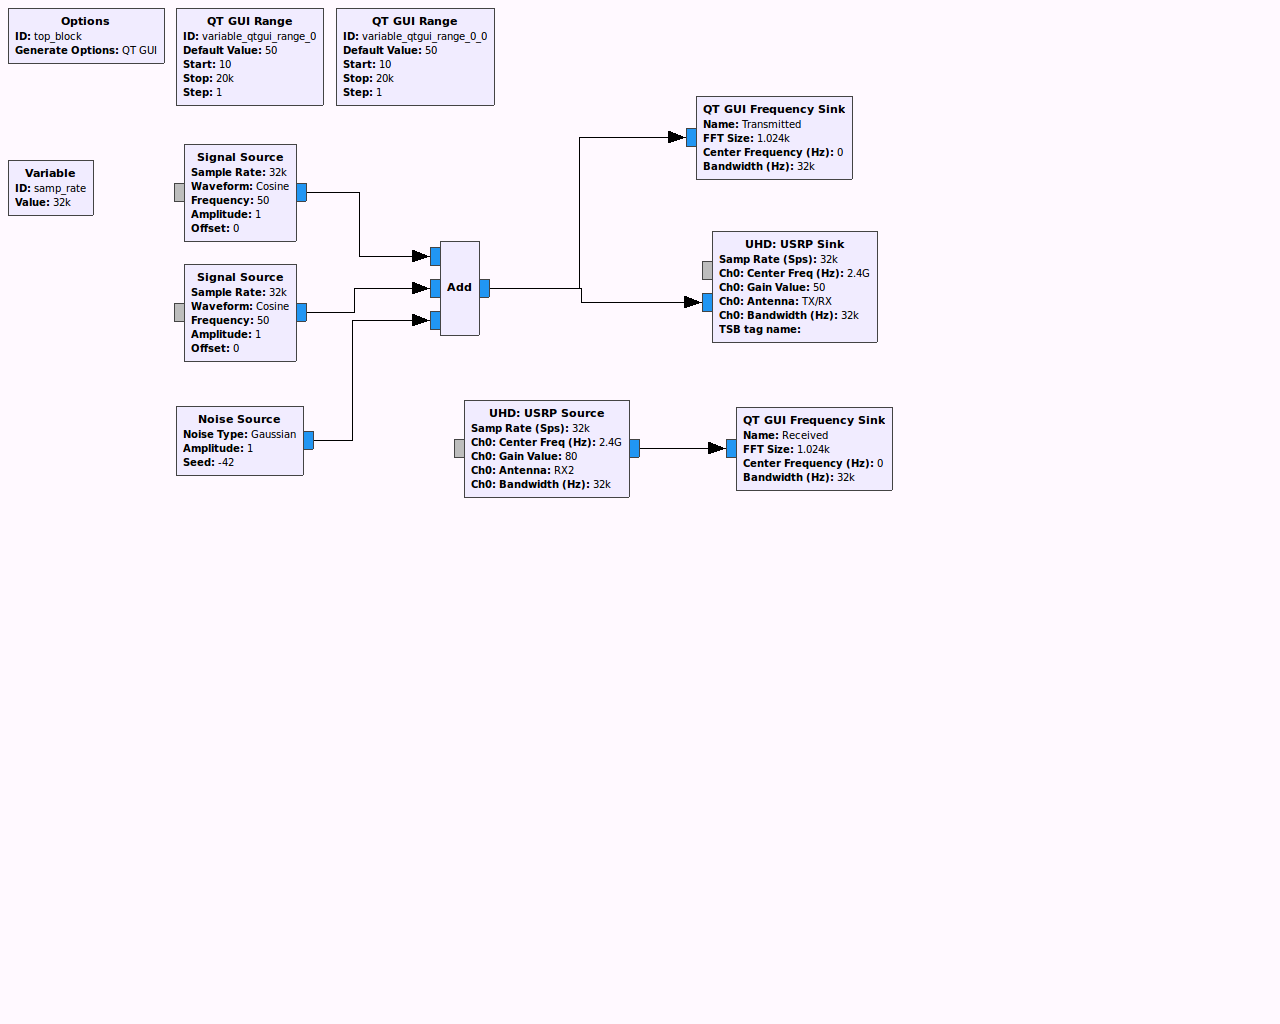 Options
ID: top_block
Generate Options: QT GUI
QT GUI Range
ID: variable_qtgui_range_0
Default Value: 50
Start: 10
Stop: 20k
Step: 1
QT GUI Range
ID: variable_qtgui_range_0_0
Default Value: 50
Start: 10
Stop: 20k
Step: 1
Variable
ID: samp_rate
Value: 32k
Signal Source
Sample Rate: 32k
Waveform: Cosine
Frequency: 50
Amplitude: 1
Offset: 0
Signal Source
Sample Rate: 32k
Waveform: Cosine
Frequency: 50
Amplitude: 1
Offset: 0
Noise Source
Noise Type: Gaussian
Amplitude: 1
Seed: -42
Add
QT GUI Frequency Sink
Name: Transmitted
FFT Size: 1.024k
Center Frequency (Hz): 0
Bandwidth (Hz): 32k
UHD: USRP Sink
Samp Rate (Sps): 32k
Ch0: Center Freq (Hz): 2.4G
Ch0: Gain Value: 50
Ch0: Antenna: TX/RX
Ch0: Bandwidth (Hz): 32k
TSB tag name:
UHD: USRP Source
Samp Rate (Sps): 32k
Ch0: Center Freq (Hz): 2.4G
Ch0: Gain Value: 80
Ch0: Antenna: RX2
Ch0: Bandwidth (Hz): 32k
QT GUI Frequency Sink
Name: Received
FFT Size: 1.024k
Center Frequency (Hz): 0
Bandwidth (Hz): 32k